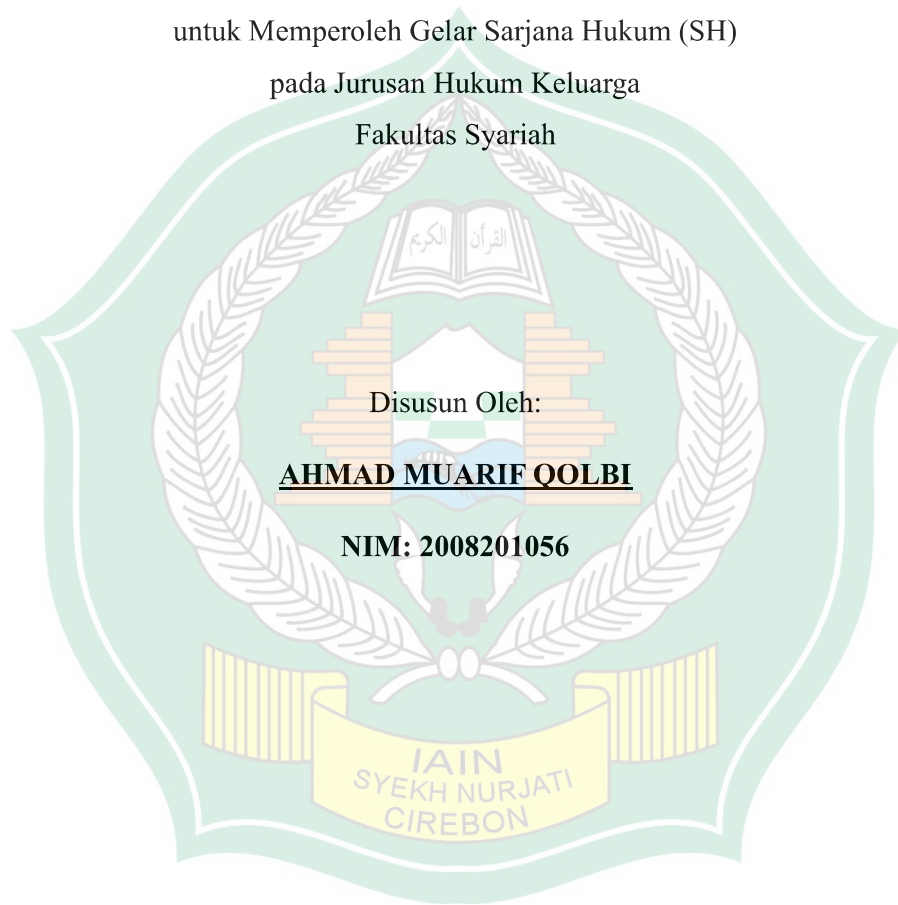 untuk Memperoleh Gelar Sarjana Hukum (SH)
pada Jurusan Hukum Keluarga
Fakultas Syariah
القرأن الكريم
Disusun Oleh:
AHMAD MUARIF QOLBI
NIM: 2008201056
IAIN
SYEKH NURJATI
CIREBON